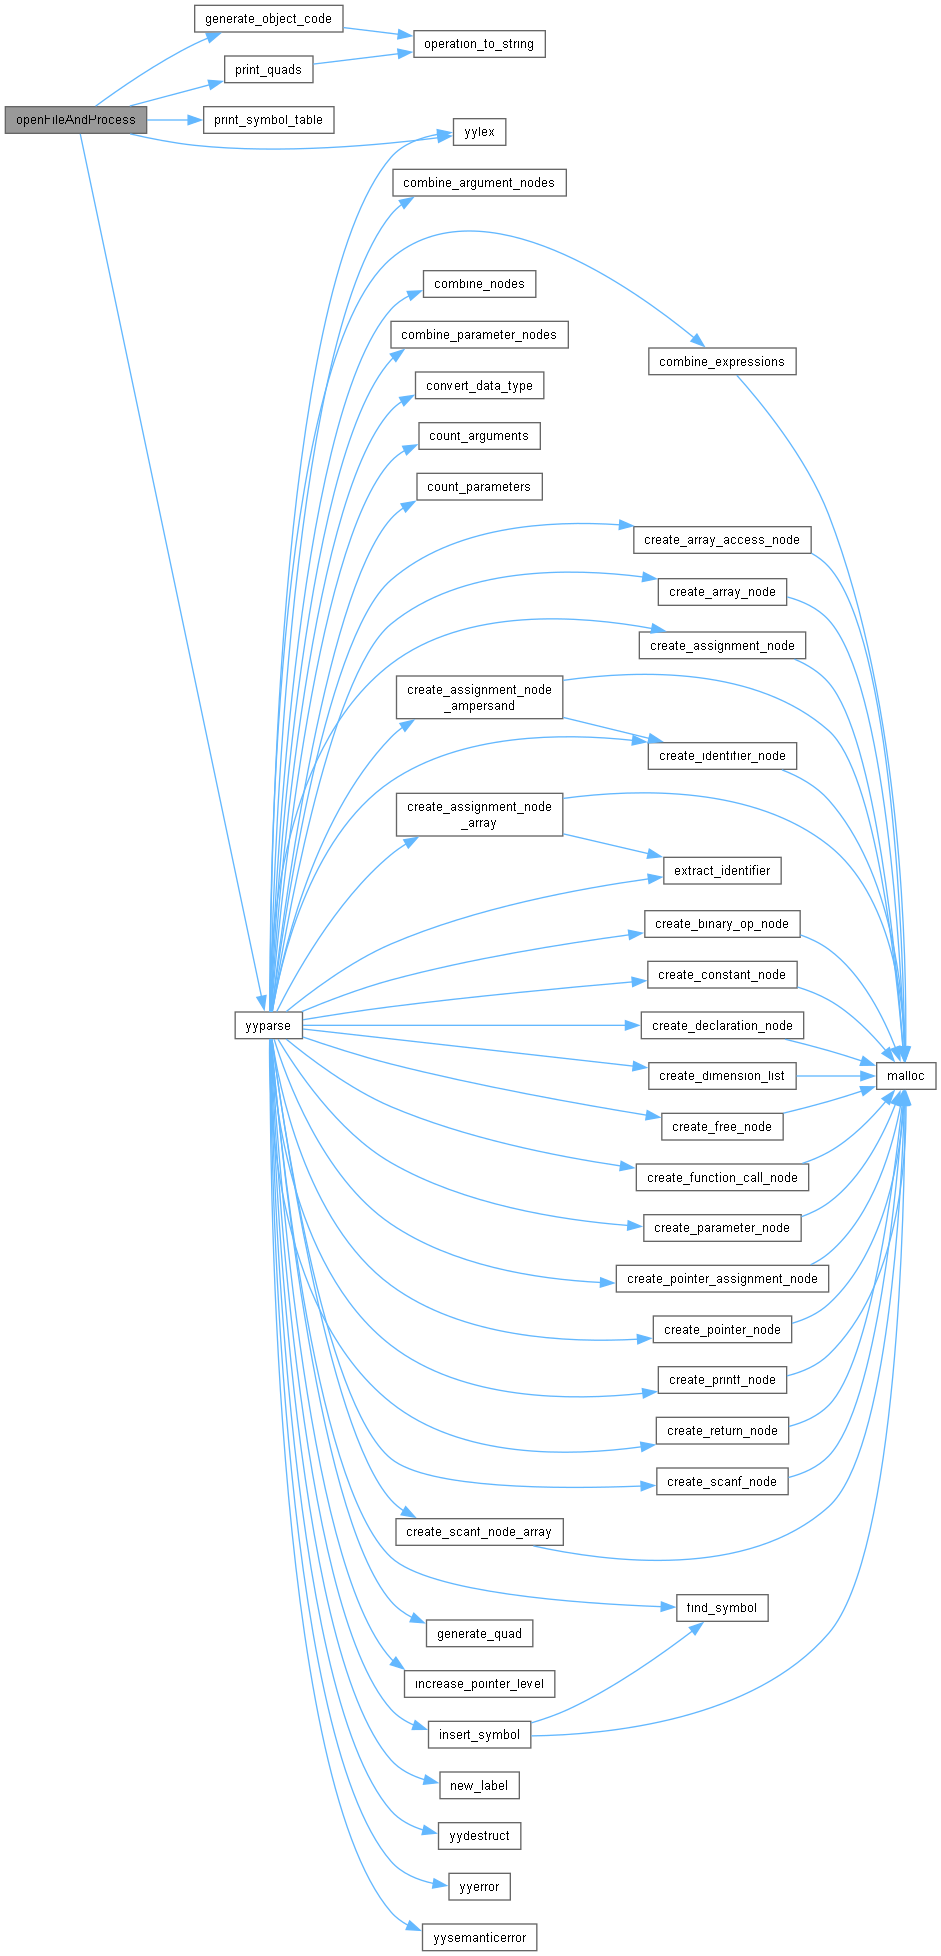 generate_object_code
operation_to_string
print_quads
openFileAndProcess
print_symbol_table
yylex
combine_argument_nodes
combine_nodes
combine_parameter_nodes
combine_expressions
convert_data_type
count_arguments
count_parameters
create_array_access_node
create_array_node
create_assignment_node
create_assignment_node
_ampersand
create_identifier_node
create_assignment_node
_array
extract_identifier
create_binary_op_node
create_constant_node
yyparse
create_declaration_node
create_dimension_list
malloc
create_free_node
create_function_call_node
create_parameter_node
create_pointer_assignment_node
create_pointer_node
create_printf_node
create_return_node
create_scanf_node
create_scanf_node_array
find_symbol
generate_quad
increase_pointer_level
insert_symbol
new_label
yydestruct
yyerror
yysemanticerror